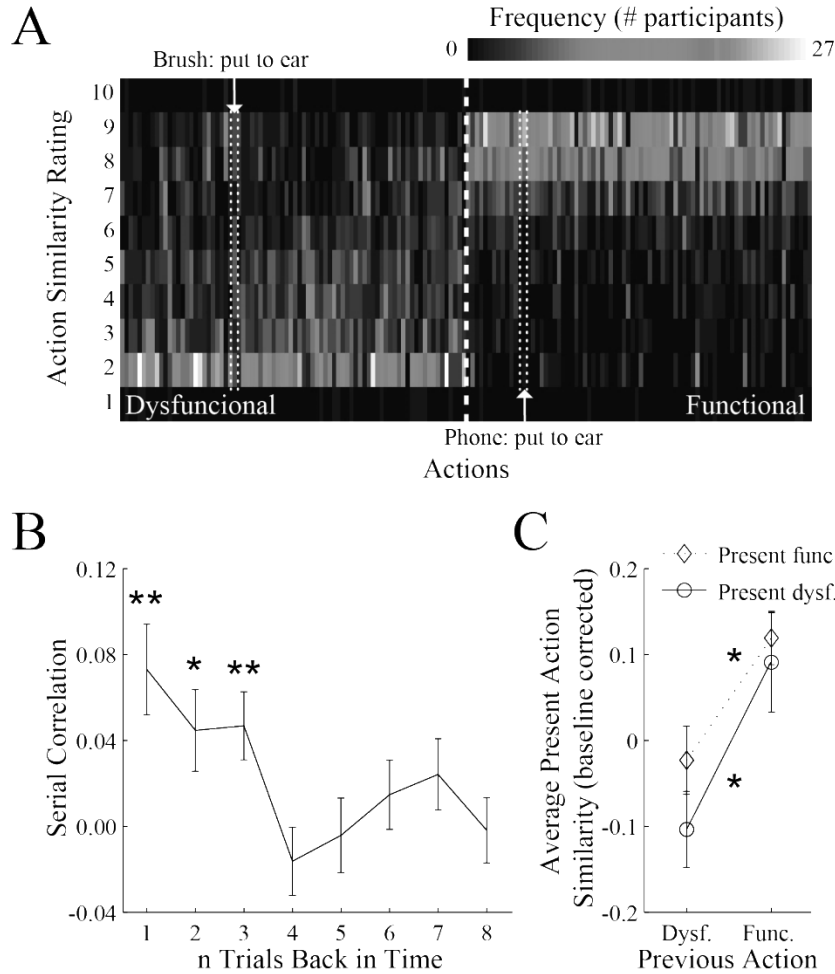 A
Frequency (# participants)
0
27
Brush: put to ear
Action Similarity Rating
10
9
8
7
6
5
4
3
2
1
Dysfuncional
Functional
Phone: put to ear
Actions
B
Serial Correlation
0.12
0.08
0.04
0.00
-0.04
**
*
**
1 2 3 4 5 6 7 8
n Trials Back in Time
C
Present func.
Present dysf.
Average Present Action
Similarity (baseline corrected)
0.2
0.1
0
-0.1
-0.2
*
*
Dysf. Func.
Previous Action